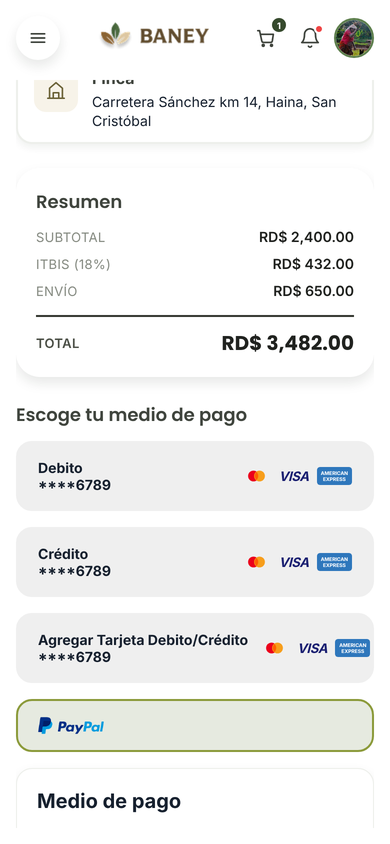 BANEY
1
Finca
Carretera Sánchez km 14, Haina, San
Cristóbal
Resumen
SUBTOTAL RD$ 2,400.00
ITBIS (18%) RD$ 432.00
ENVÍO RD$ 650.00
TOTAL RD$ 3,482.00
Escoge tu medio de pago
Debito
****6789
VISA
AMERICAN
EXPRESS
Crédito
****6789
VISA
AMERICAN
EXPRESS
Agregar Tarjeta Debito/Crédito
****6789
VISA
AMERICAN
EXPRESS
PayPal
Medio de pago